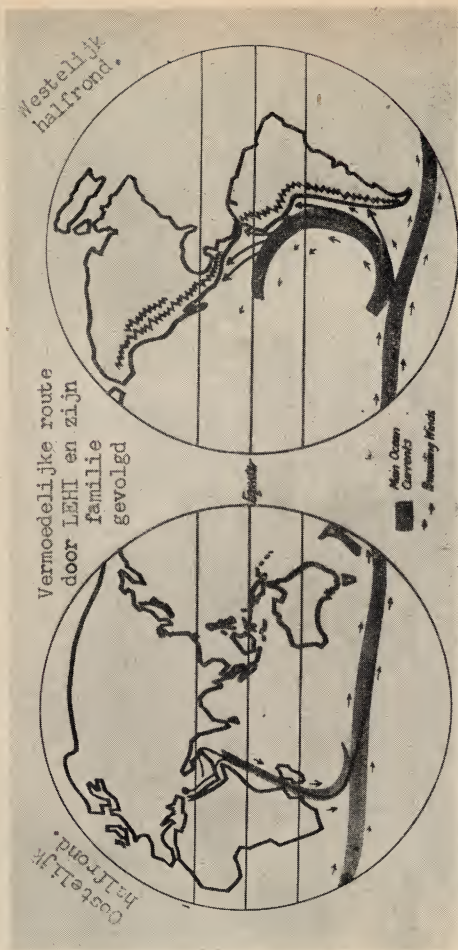 Westelijk
halfrond.
Vermoedelijke route
door LEHI en zijn
familie
gevolgd
Equator
Main Ocean
Currents
Prevailing Winds
Oostelijk
halfrond.